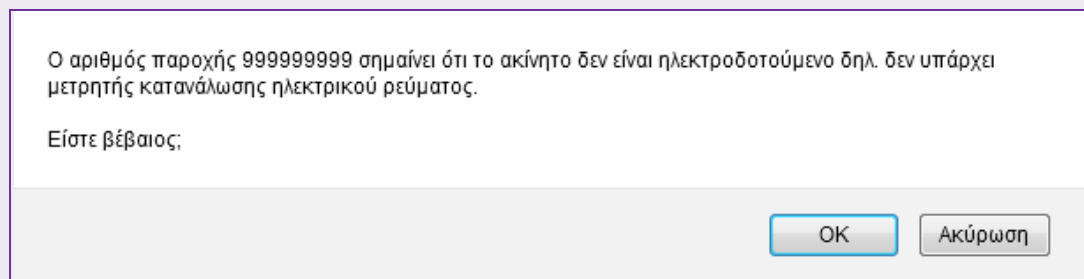 Ο αριθμός παροχής 999999999 σημαίνει ότι το ακίνητο δεν είναι ηλεκτροδοτούμενο δηλ. δεν υπάρχει
μετρητής κατανάλωσης ηλεκτρικού ρεύματος.
Είστε βέβαιος;
OK
Ακύρωση